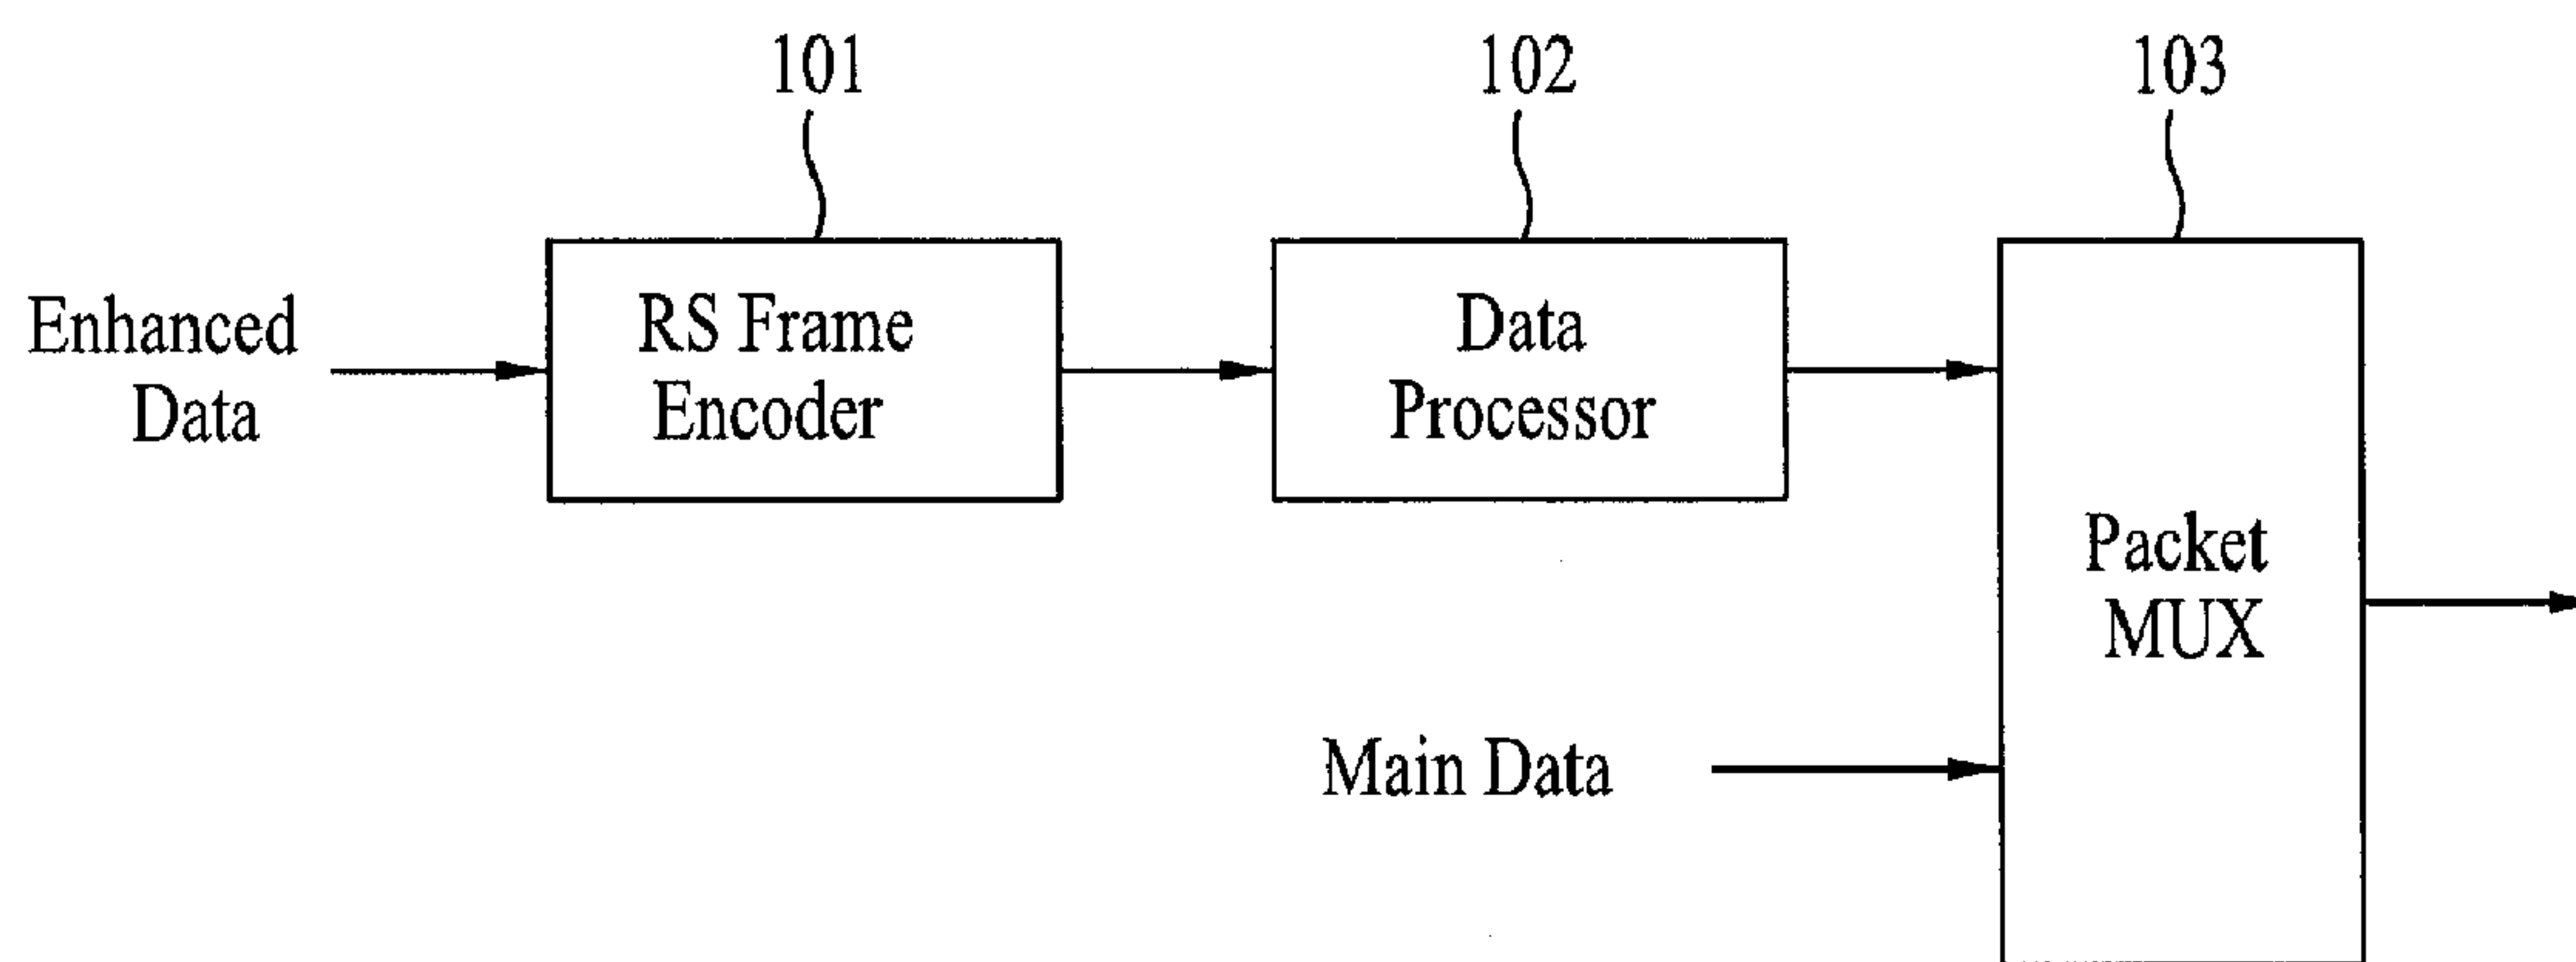 101
102
103
Enhanced
Data
RS Frame
Encoder
Data
Processor
Packet
MUX
Main Data